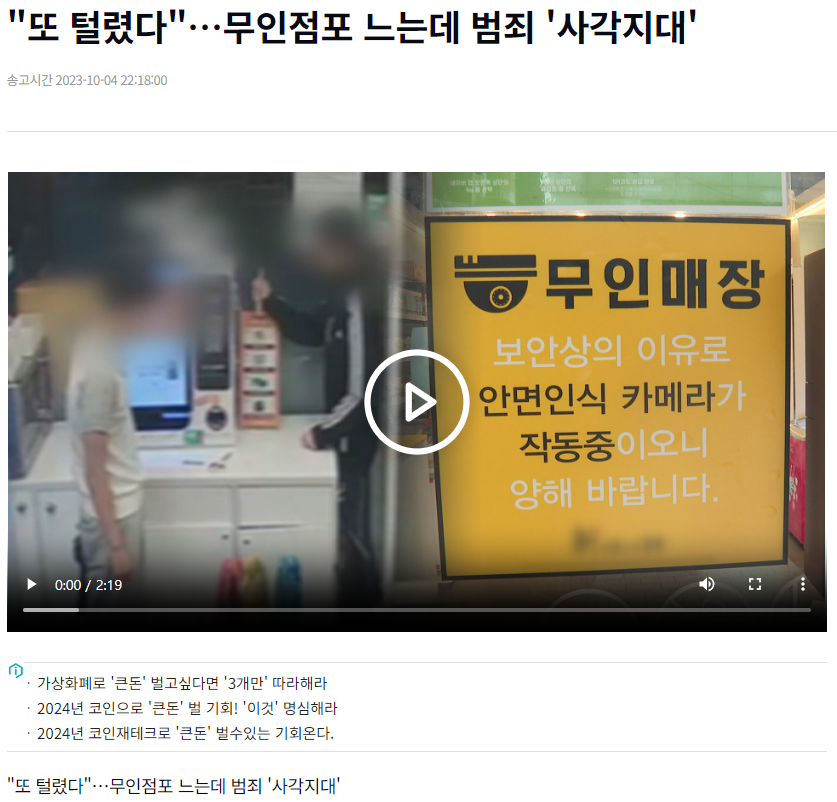 "또 털렸다"…무인점포 느는데 범죄 '사각지대'
송고시간 2023-10-04 22:18:00
무인매장
보안상의 이유로
안면인식 카메라가
작동중이오니
양해 바랍니다.
0:00 / 2:19
· 가상화폐로 '큰돈' 벌고싶다면 '3개만' 따라해라
· 2024년 코인으로 '큰돈' 벌 기회! '이것' 명심해라
· 2024년 코인재테크로 '큰돈' 벌수있는 기회온다.
"또 털렸다"…무인점포 느는데 범죄 '사각지대'